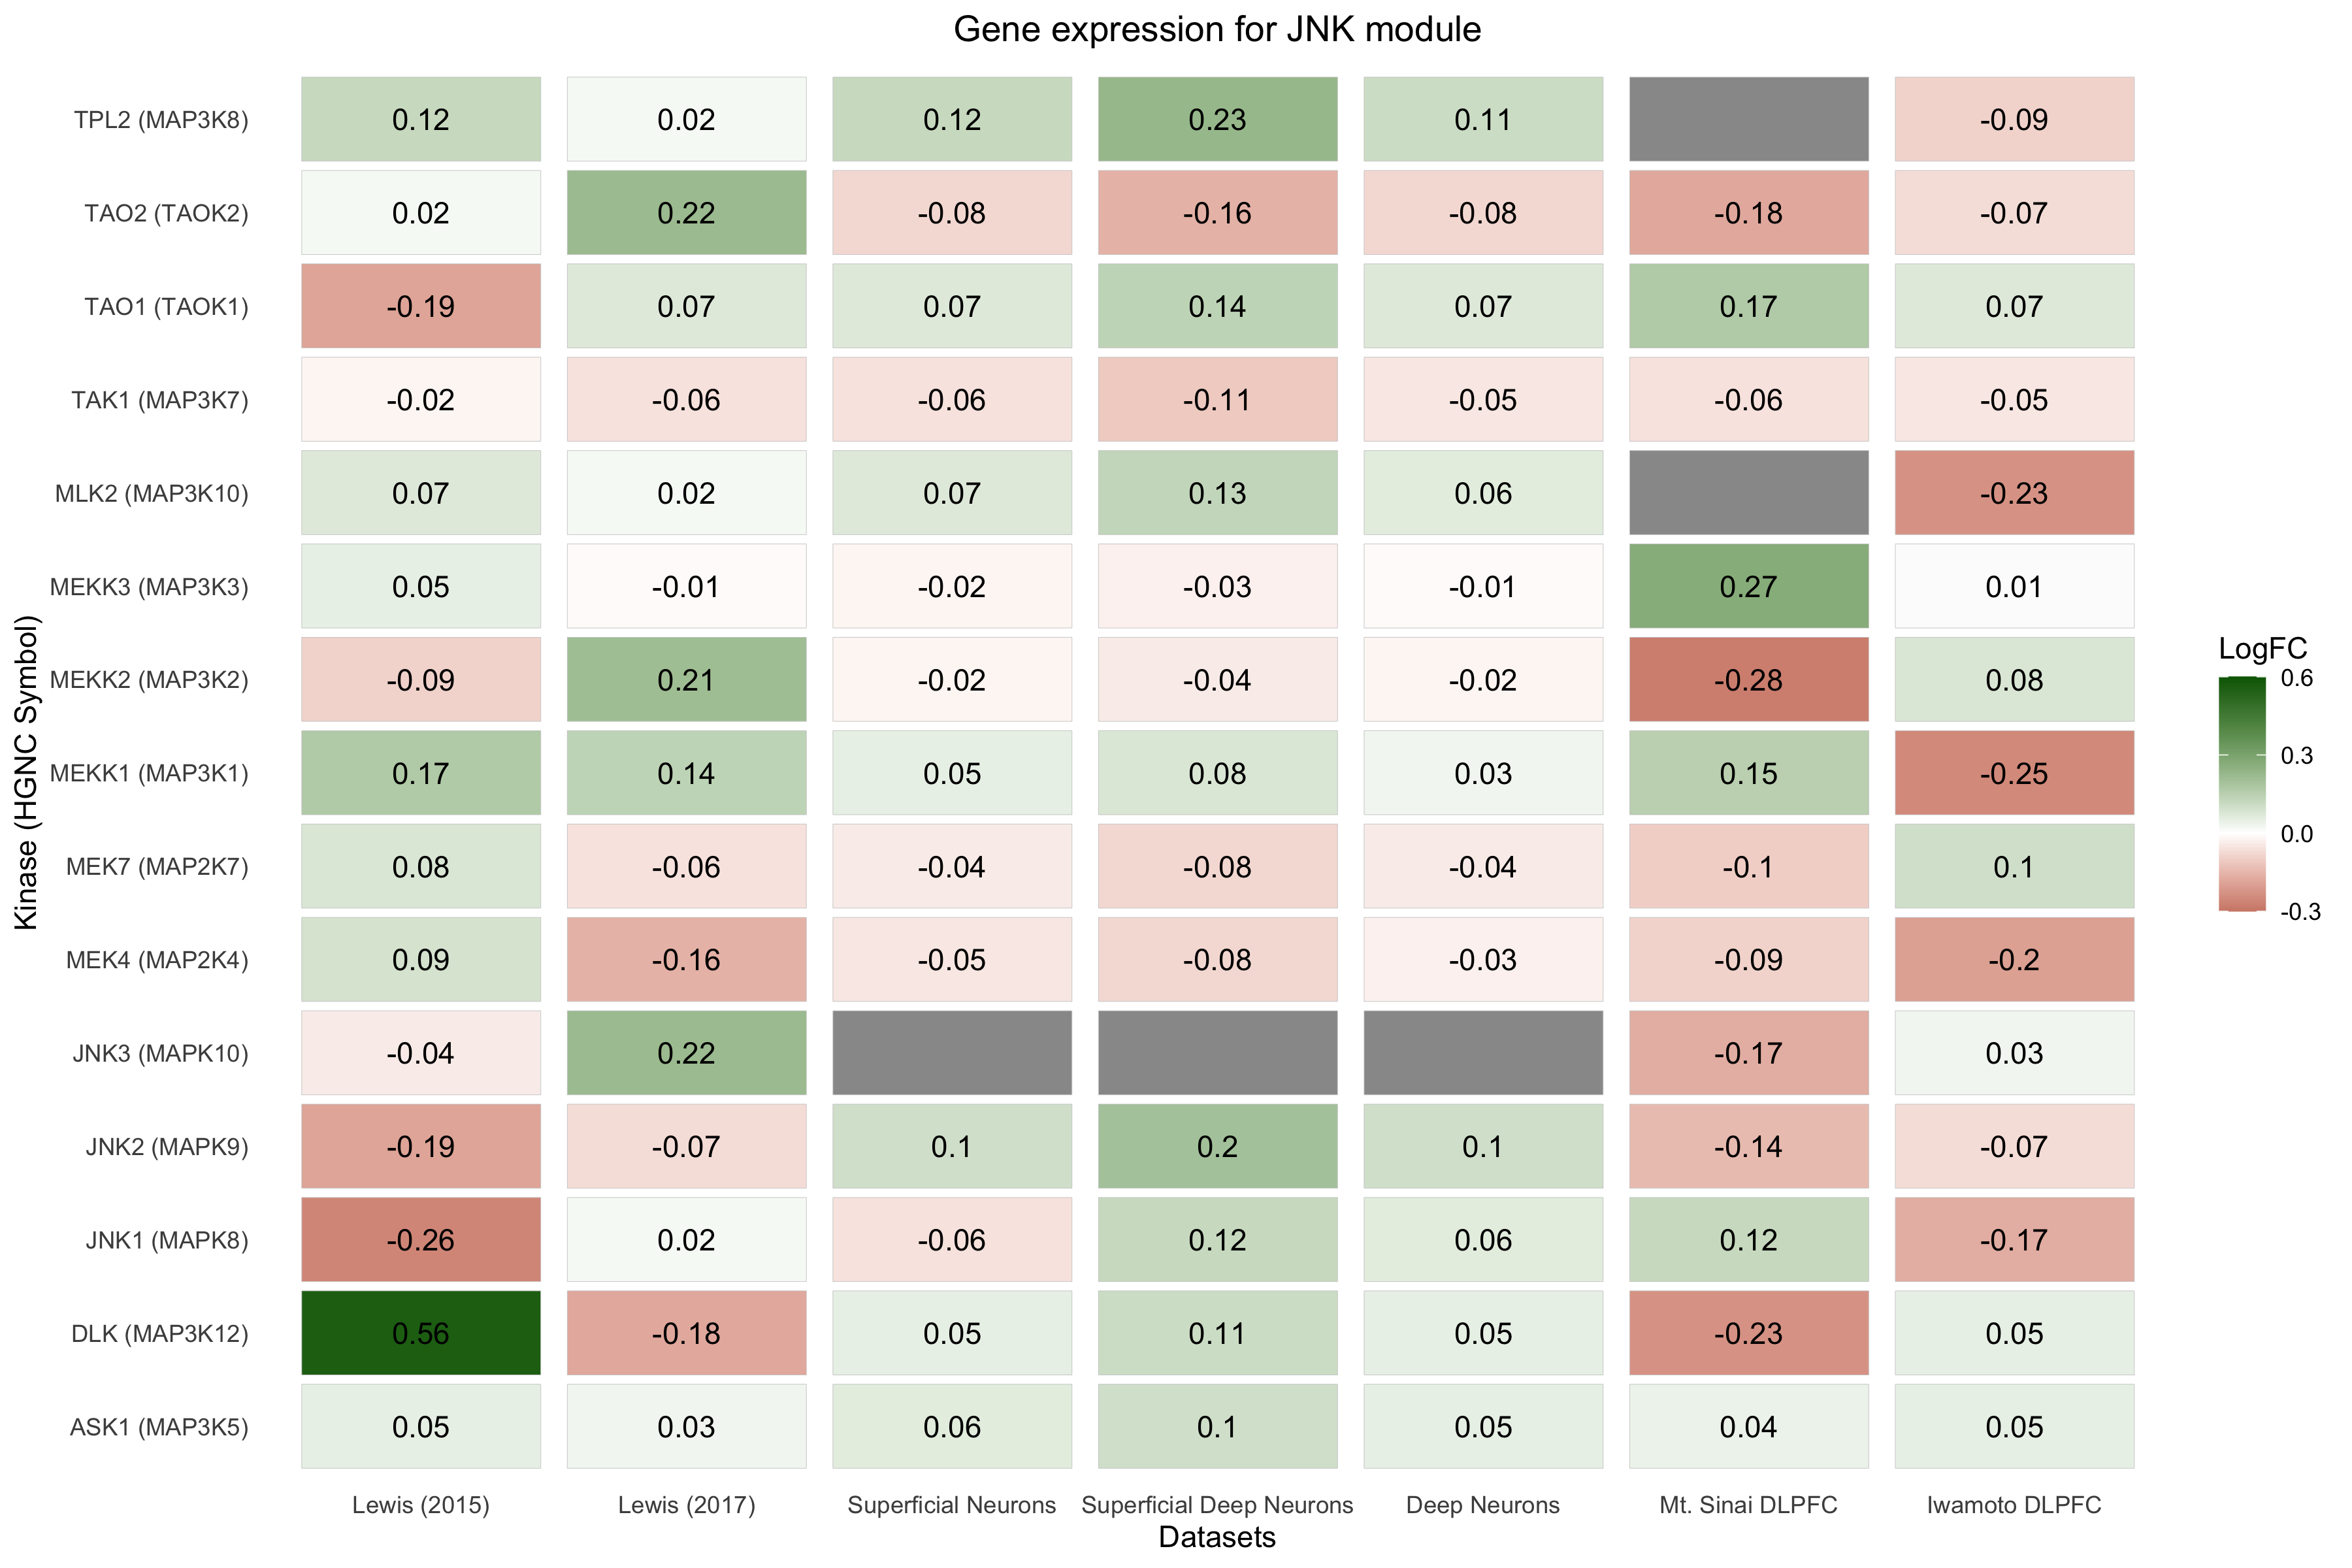 Gene expression for JNK module
TPL2 (MAP3K8) 0.12 0.02 0.12 0.23 0.11 -0.09
TAO2 (TAOK2) 0.02 0.22 -0.08 -0.16 -0.08 -0.18 -0.07
TAO1 (TAOK1) -0.19 0.07 0.07 0.14 0.07 0.17 0.07
TAK1 (MAP3K7) -0.02 -0.06 -0.06 -0.11 -0.05 -0.06 -0.05
MLK2 (MAP3K10) 0.07 0.02 0.07 0.13 0.06 -0.23
MEKK3 (MAP3K3) 0.05 -0.01 -0.02 -0.03 -0.01 0.27 0.01
MEKK2 (MAP3K2) -0.09 0.21 -0.02 -0.04 -0.02 -0.28 0.08
MEKK1 (MAP3K1) 0.17 0.14 0.05 0.08 0.03 0.15 -0.25
MEK7 (MAP2K7) 0.08 -0.06 -0.04 -0.08 -0.04 -0.1 0.1
MEK4 (MAP2K4) 0.09 -0.16 -0.05 -0.08 -0.03 -0.09 -0.2
JNK3 (MAPK10) -0.04 0.22 -0.17 0.03
JNK2 (MAPK9) -0.19 -0.07 0.1 0.2 0.1 -0.14 -0.07
JNK1 (MAPK8) -0.26 0.02 -0.06 0.12 0.06 0.12 -0.17
DLK (MAP3K12) 0.56 -0.18 0.05 0.11 0.05 -0.23 0.05
ASK1 (MAP3K5) 0.05 0.03 0.06 0.1 0.05 0.04 0.05
Lewis (2015) Lewis (2017) Superficial Neurons Superficial Deep Neurons Deep Neurons Mt. Sinai DLPFC Iwamoto DLPFC
Datasets
Kinase (HGNC Symbol)
LogFC
0.6
0.3
0.0
-0.3